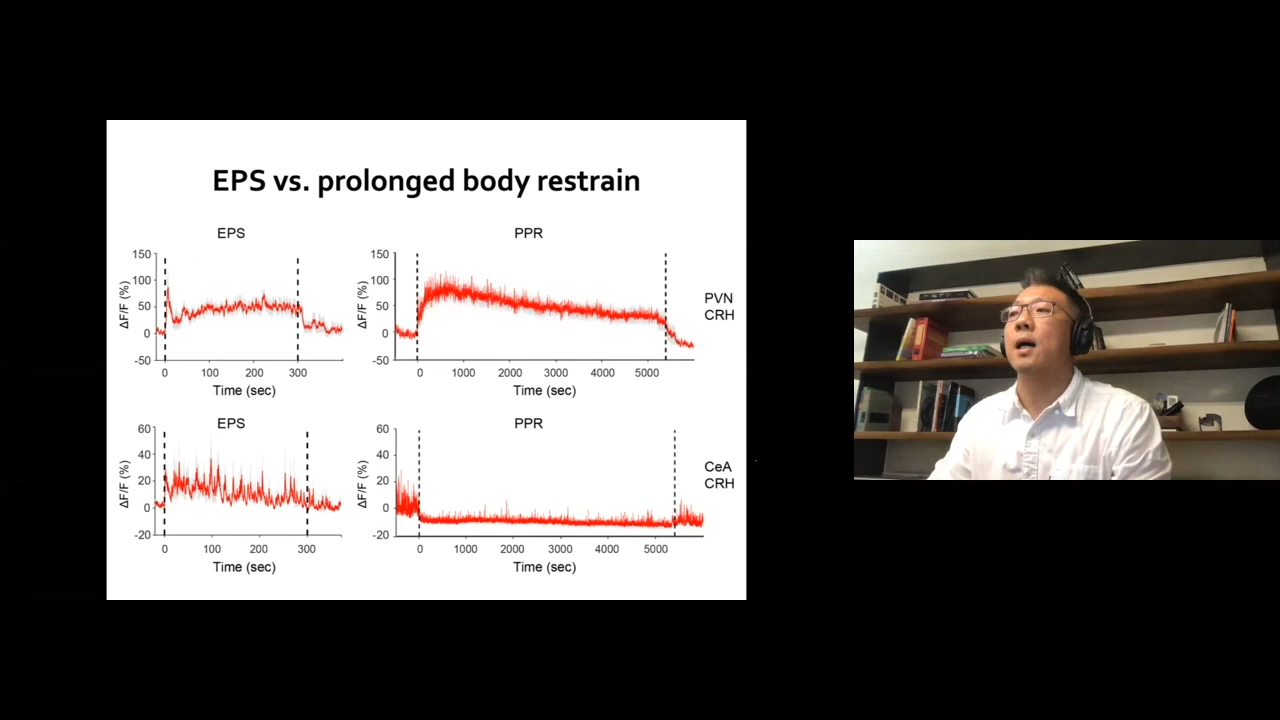 EPS vs. prolonged body restrain
EPS
PPR
150
100
50
0
-50
ΔF/F (%)
0
100
200
300
Time (sec)
150
100
50
0
-50
ΔF/F (%)
0
1000
2000
3000
4000
5000
Time (sec)
PVN
CRH
EPS
PPR
60
40
20
0
-20
ΔF/F (%)
0
100
200
300
Time (sec)
60
40
20
0
-20
ΔF/F (%)
0
1000
2000
3000
4000
5000
Time (sec)
CeA
CRH